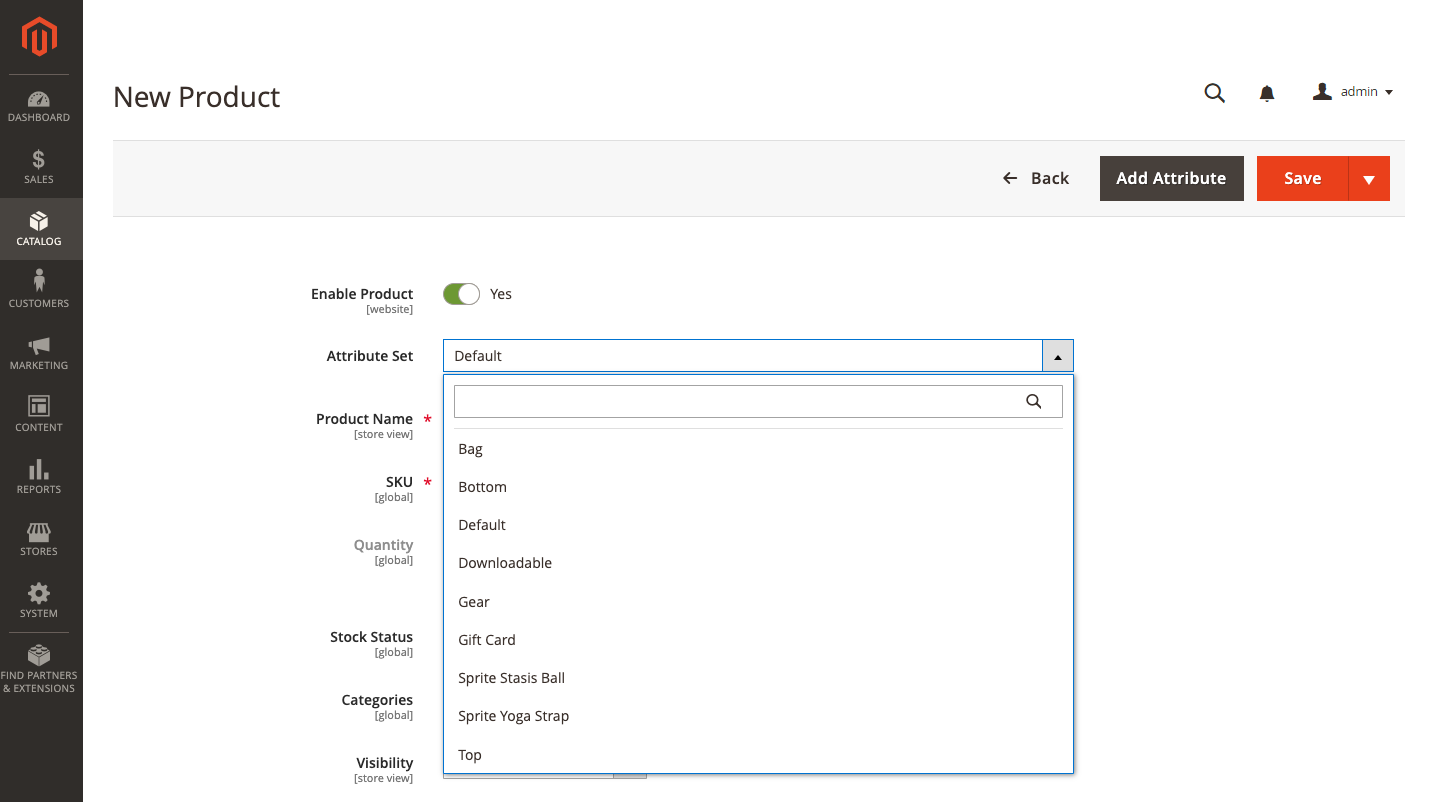 New Product
admin
Back
Add Attribute
Save
DASHBOARD
SALES
CATALOG
CUSTOMERS
MARKETING
CONTENT
REPORTS
STORES
SYSTEM
FIND PARTNERS
& EXTENSIONS
Enable Product
[website]
Yes
Attribute Set
Default
Product Name *
[store view]
SKU *
[global]
Quantity
[global]
Stock Status
[global]
Categories
[global]
Visibility
[store view]
Bag
Bottom
Default
Downloadable
Gear
Gift Card
Sprite Stasis Ball
Sprite Yoga Strap
Top